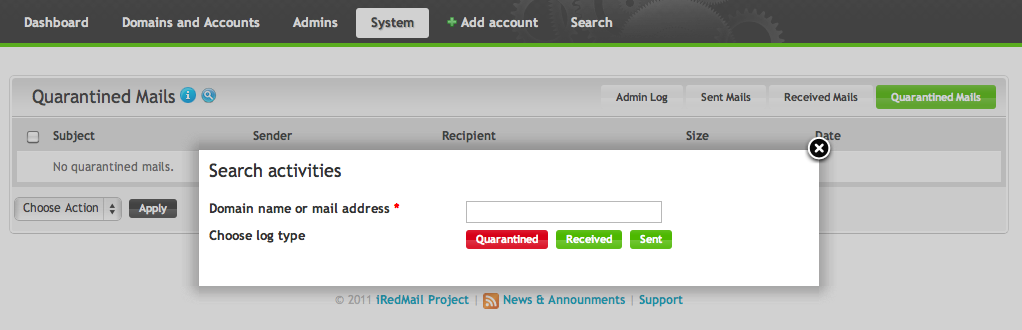 Dashboard Domains and Accounts Admins System + Add account Search
Quarantined Mails i Admin Log Sent Mails Received Mails Quarantined Mails
Subject Sender Recipient Size Date
No quarantined mails.
Choose Action Apply
Search activities
Domain name or mail address *
Choose log type Quarantined Received Sent
© 2011 iRedMail Project | News & Announments | Support